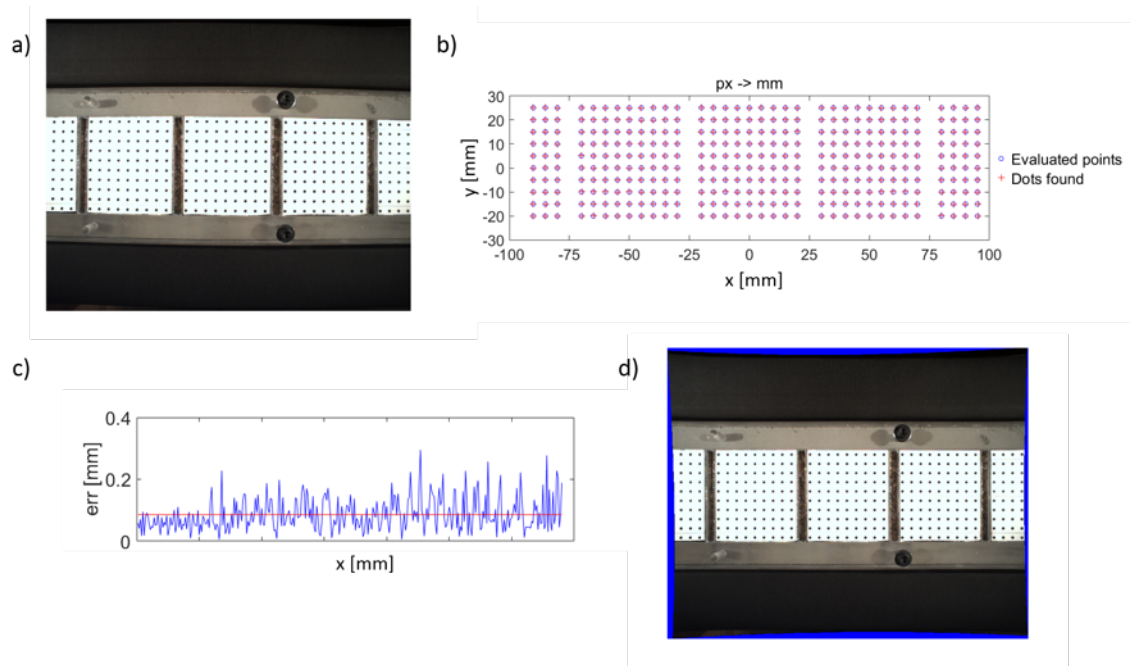 a)
b)
px -> mm
30
20
10
0
-10
-20
-30
y [mm]
-100
-75
-50
-25
0
25
50
75
100
x [mm]
Evaluated points
Dots found
c)
0.4
0.2
0
err [mm]
x [mm]
d)